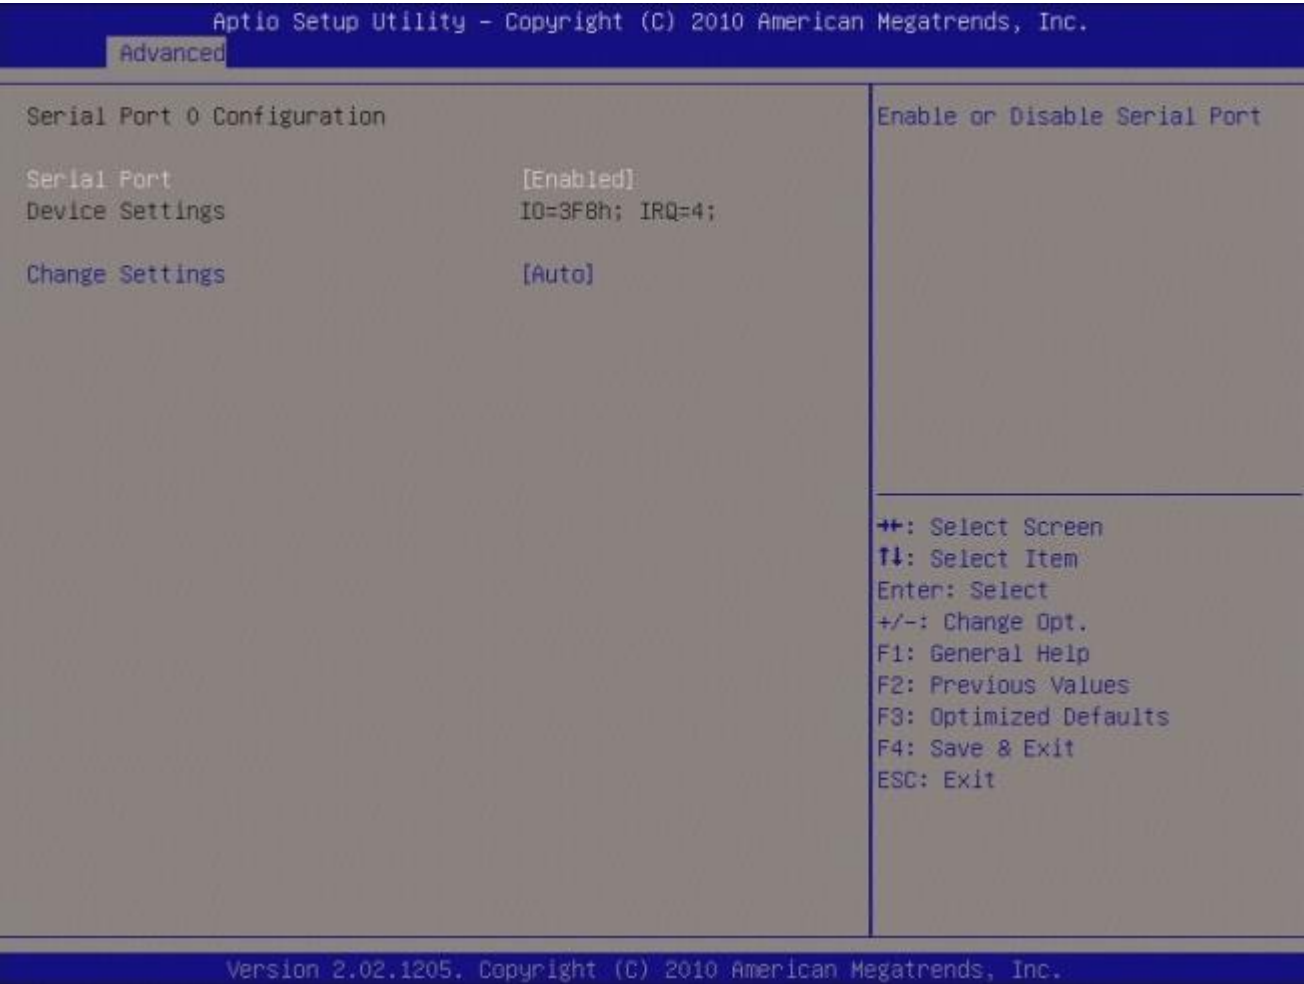 Aptio Setup Utility – Copyright (C) 2010 American Megatrends, Inc.
Advanced
Serial Port 0 Configuration
Serial Port [Enabled]
Device Settings IO=3F8h; IRQ=4;
Change Settings [Auto]
Enable or Disable Serial Port
→←: Select Screen
↑↓: Select Item
Enter: Select
+/-: Change Opt.
F1: General Help
F2: Previous Values
F3: Optimized Defaults
F4: Save & Exit
ESC: Exit
Version 2.02.1205. Copyright (C) 2010 American Megatrends, Inc.